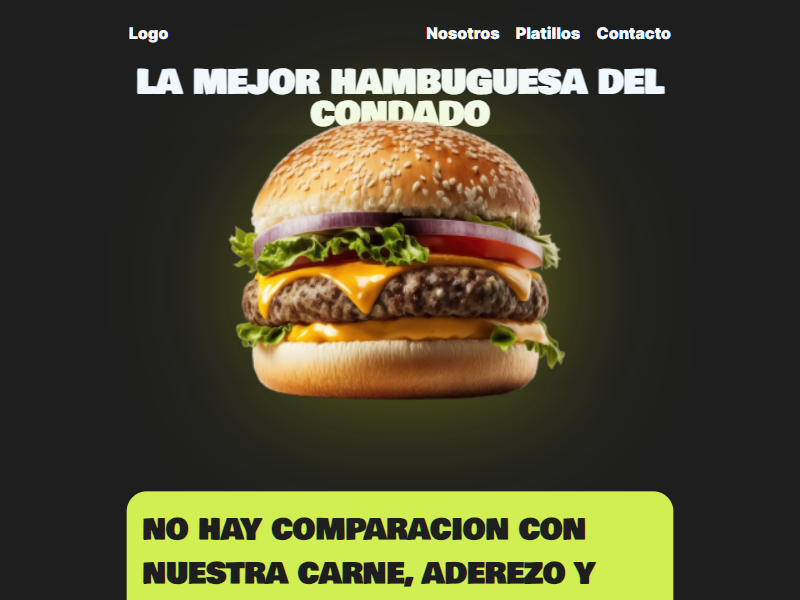 Logo
Nosotros Platillos Contacto
LA MEJOR HAMBUGUESA DEL
CONDADO
NO HAY COMPARACION CON
NUESTRA CARNE, ADEREZO Y